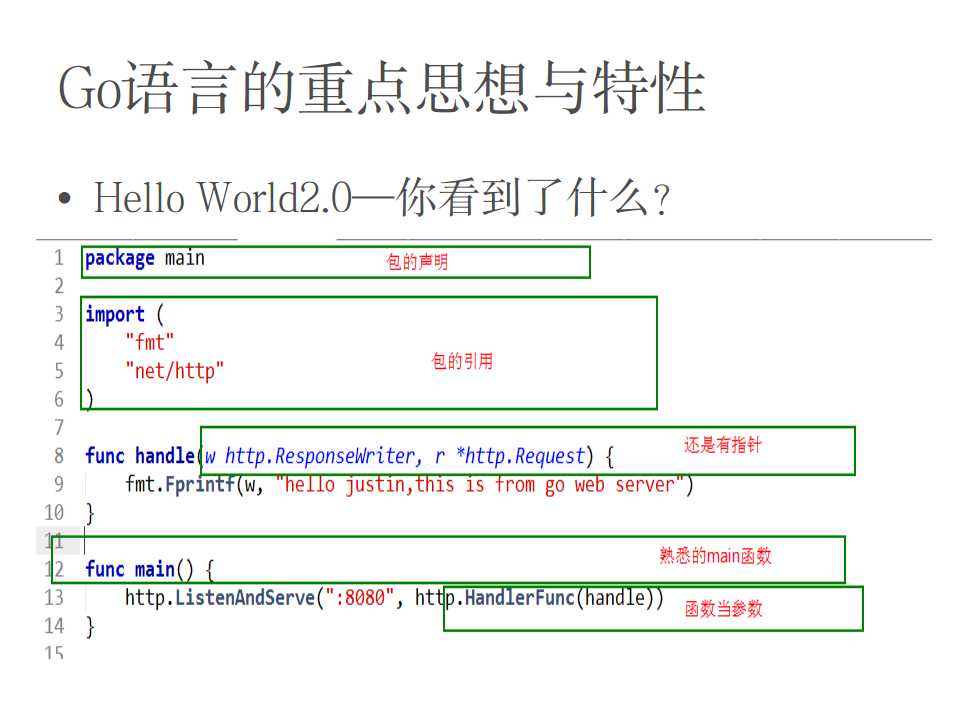 Go语言的重点思想与特性
• Hello World2.0—你看到了什么?
1 package main 包的声明
2
3 import (
4 "fmt"
5 "net/http" 包的引用
6 )
7
8 func handle(w http.ResponseWriter, r *http.Request) { 还是有指针
9 fmt.Fprintf(w, "hello justin,this is from go web server")
10 }
11
12 func main() { 熟悉的main函数
13 http.ListenAndServe(":8080", http.HandlerFunc(handle)) 函数当参数
14 }
15